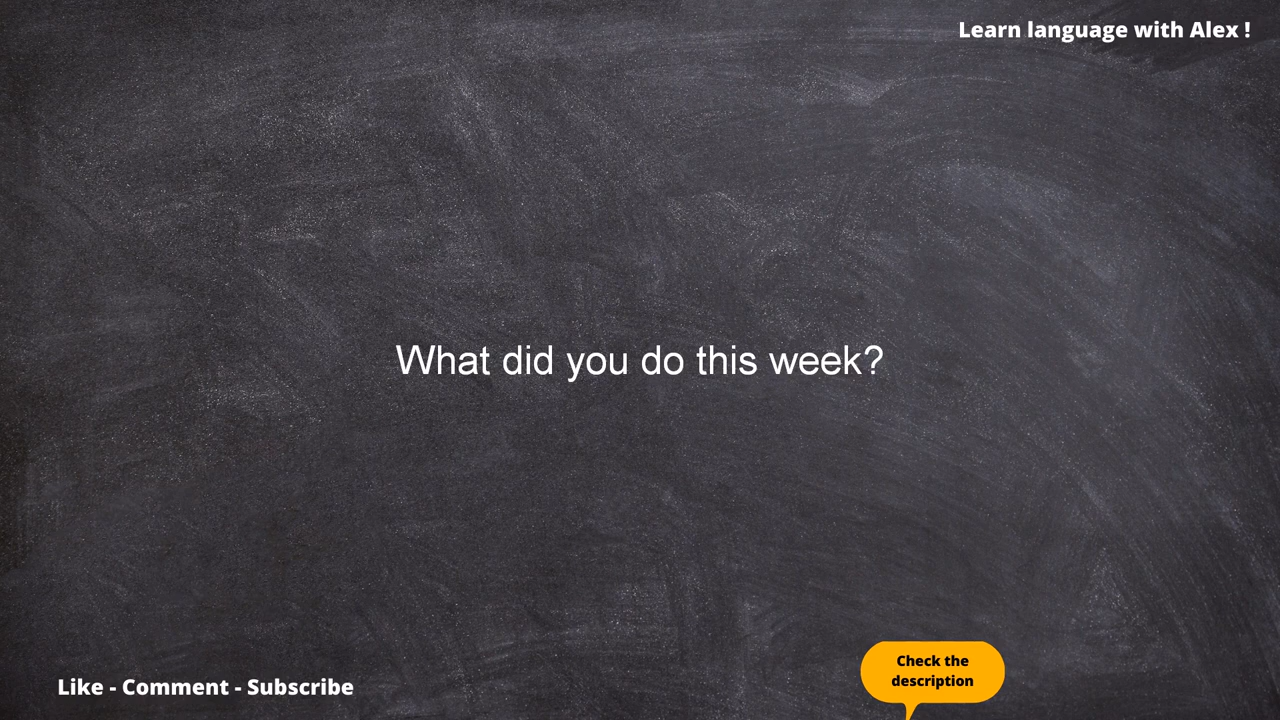 Learn language with Alex !
What did you do this week?
Check the
description
Like - Comment - Subscribe